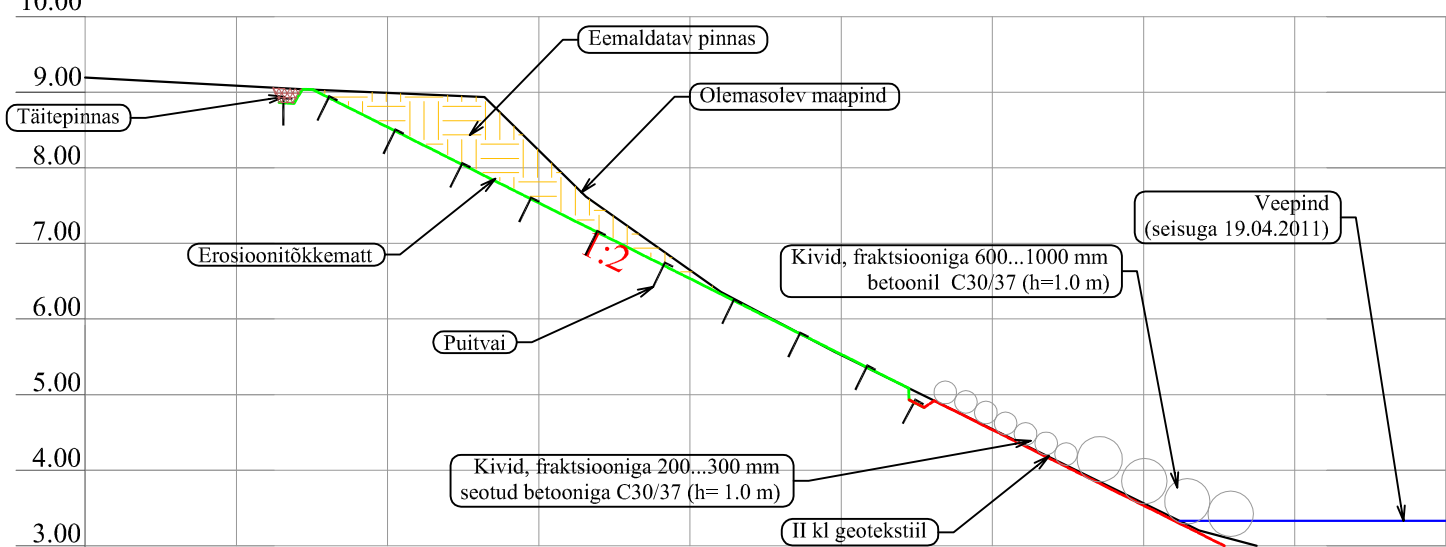 10.00
Eemaldatav pinnas
9.00
Olemasolev maapind
Täitepinnas
8.00
Veepind
(seisuga 19.04.2011)
7.00
Erosioonitõkkematt
1:2
Kivid, fraktsiooniga 600...1000 mm
betoonil C30/37 (h=1.0 m)
6.00
Puitvai
5.00
4.00
Kivid, fraktsiooniga 200...300 mm
seotud betooniga C30/37 (h= 1.0 m)
II kl geotekstiil
3.00